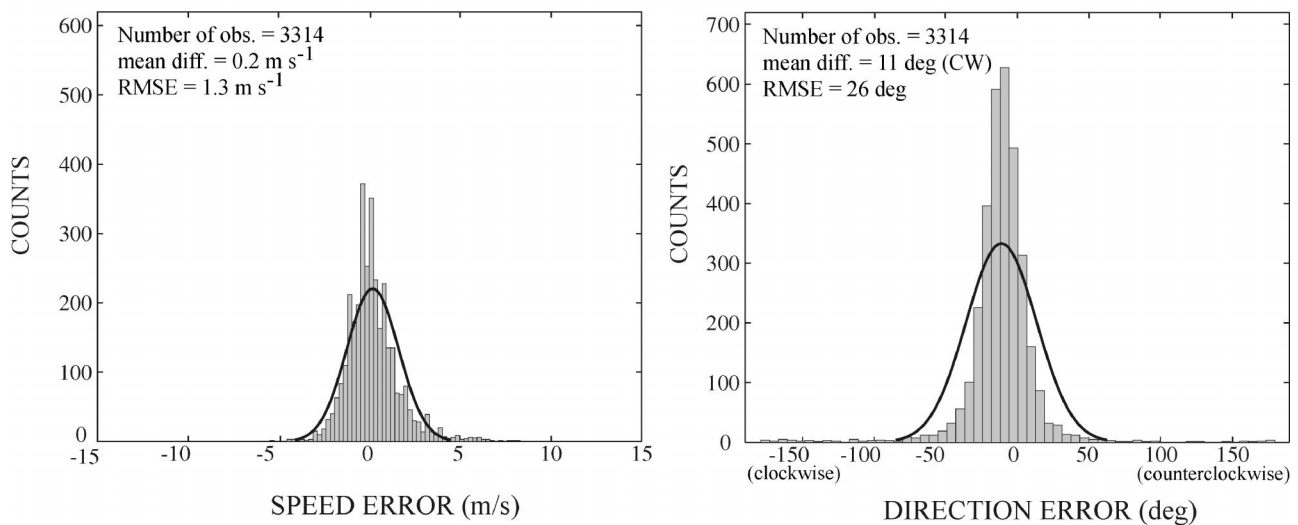 Number of obs. = 3314
mean diff. = 0.2 m s-1
RMSE = 1.3 m s-1
600
500
400
300
200
100
0
COUNTS
-15
-5
0
5
10
15
SPEED ERROR (m/s)
Number of obs. = 3314
mean diff. = 11 deg (CW)
RMSE = 26 deg
700
600
500
400
300
200
100
0
COUNTS
-150
-100
-50
0
50
100
150
(clockwise)
(counterclockwise)
DIRECTION ERROR (deg)